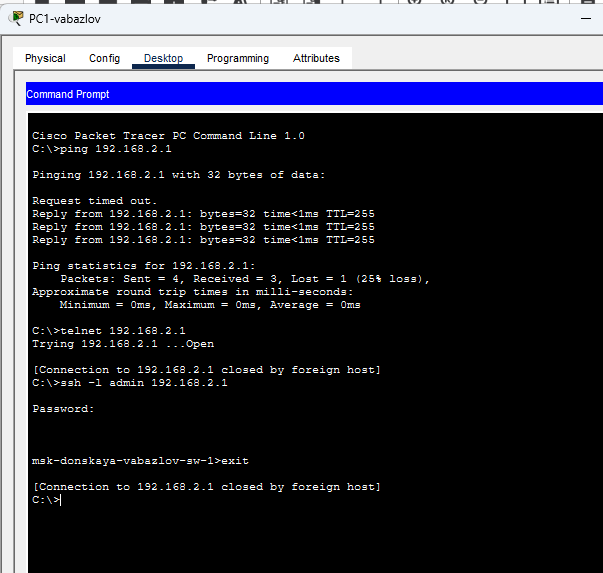 PC1-vabazlov
Physical Config Desktop Programming Attributes
Command Prompt
Cisco Packet Tracer PC Command Line 1.0
C:\>ping 192.168.2.1
Pinging 192.168.2.1 with 32 bytes of data:
Request timed out.
Reply from 192.168.2.1: bytes=32 time<1ms TTL=255
Reply from 192.168.2.1: bytes=32 time<1ms TTL=255
Reply from 192.168.2.1: bytes=32 time<1ms TTL=255
Ping statistics for 192.168.2.1:
Packets: Sent = 4, Received = 3, Lost = 1 (25% loss),
Approximate round trip times in milli-seconds:
Minimum = 0ms, Maximum = 0ms, Average = 0ms
C:\>telnet 192.168.2.1
Trying 192.168.2.1 ...Open
[Connection to 192.168.2.1 closed by foreign host]
C:\>ssh -l admin 192.168.2.1
Password:
msk-donskaya-vabazlov-sw-1>exit
[Connection to 192.168.2.1 closed by foreign host]
C:\>